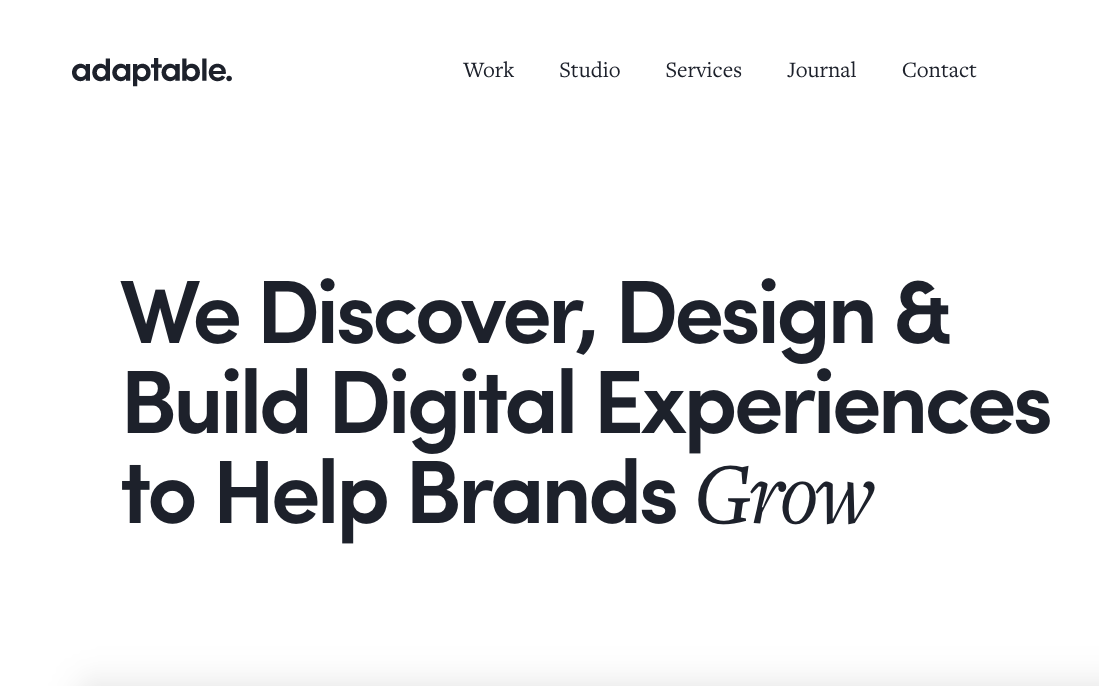 adaptable.
Work Studio Services Journal Contact
We Discover, Design &
Build Digital Experiences
to Help Brands Grow